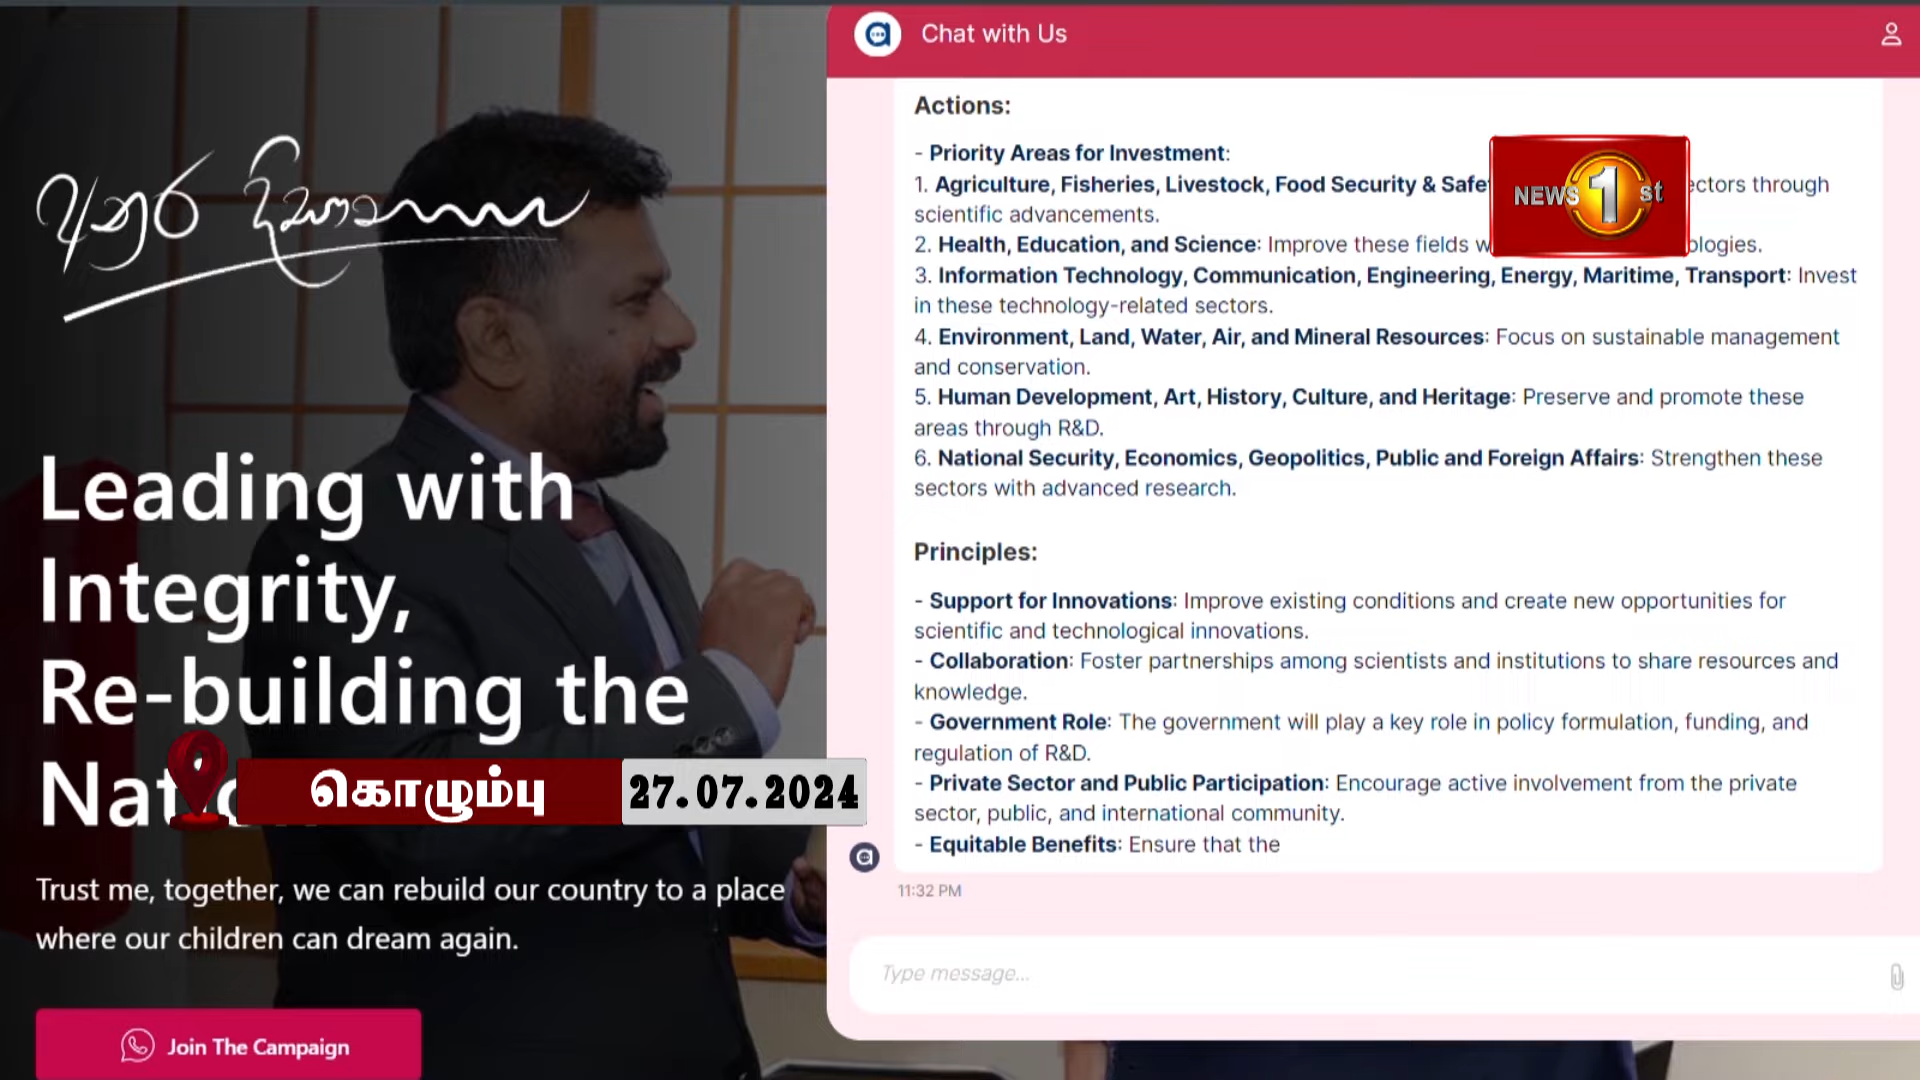 අනුර දිසානායක
Leading with
Integrity,
Re-building the
கொழும்பு
27.07.2024
Trust me, together, we can rebuild our country to a place
where our children can dream again.
Join The Campaign
Chat with Us
Actions:
- Priority Areas for Investment:
1. Agriculture, Fisheries, Livestock, Food Security & ectors through
scientific advancements.
2. Health, Education, and Science: Improve these fields
3. Information Technology, Communication, Engineering, Energy, Maritime, Transport: Invest
in these technology-related sectors.
4. Environment, Land, Water, Air, and Mineral Resources: Focus on sustainable management
and conservation.
5. Human Development, Art, History, Culture, and Heritage: Preserve and promote these
areas through R&D.
6. National Security, Economics, Geopolitics, Public and Foreign Affairs: Strengthen these
sectors with advanced research.
Principles:
- Support for Innovations: Improve existing conditions and create new opportunities for
scientific and technological innovations.
- Collaboration: Foster partnerships among scientists and institutions to share resources and
knowledge.
- Government Role: The government will play a key role in policy formulation, funding, and
regulation of R&D.
- Private Sector and Public Participation: Encourage active involvement from the private
sector, public, and international community.
- Equitable Benefits: Ensure that the
11:32 PM
Type message...
NEWS 1st